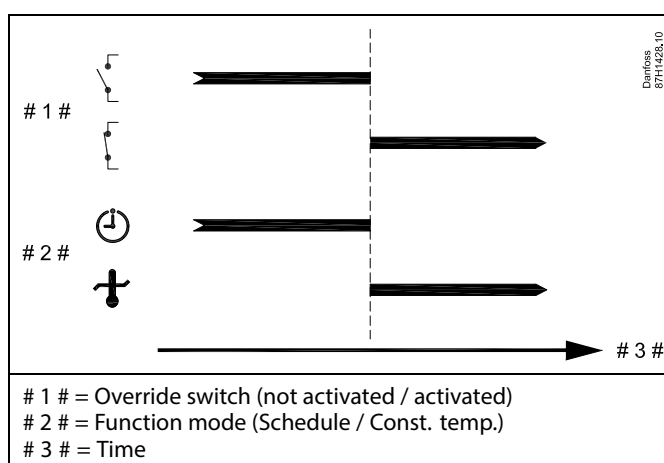 Danfoss
87H1428.10
# 1 #
# 2 #
# 3 #
# 1 # = Override switch (not activated / activated)
# 2 # = Function mode (Schedule / Const. temp.)
# 3 # = Time